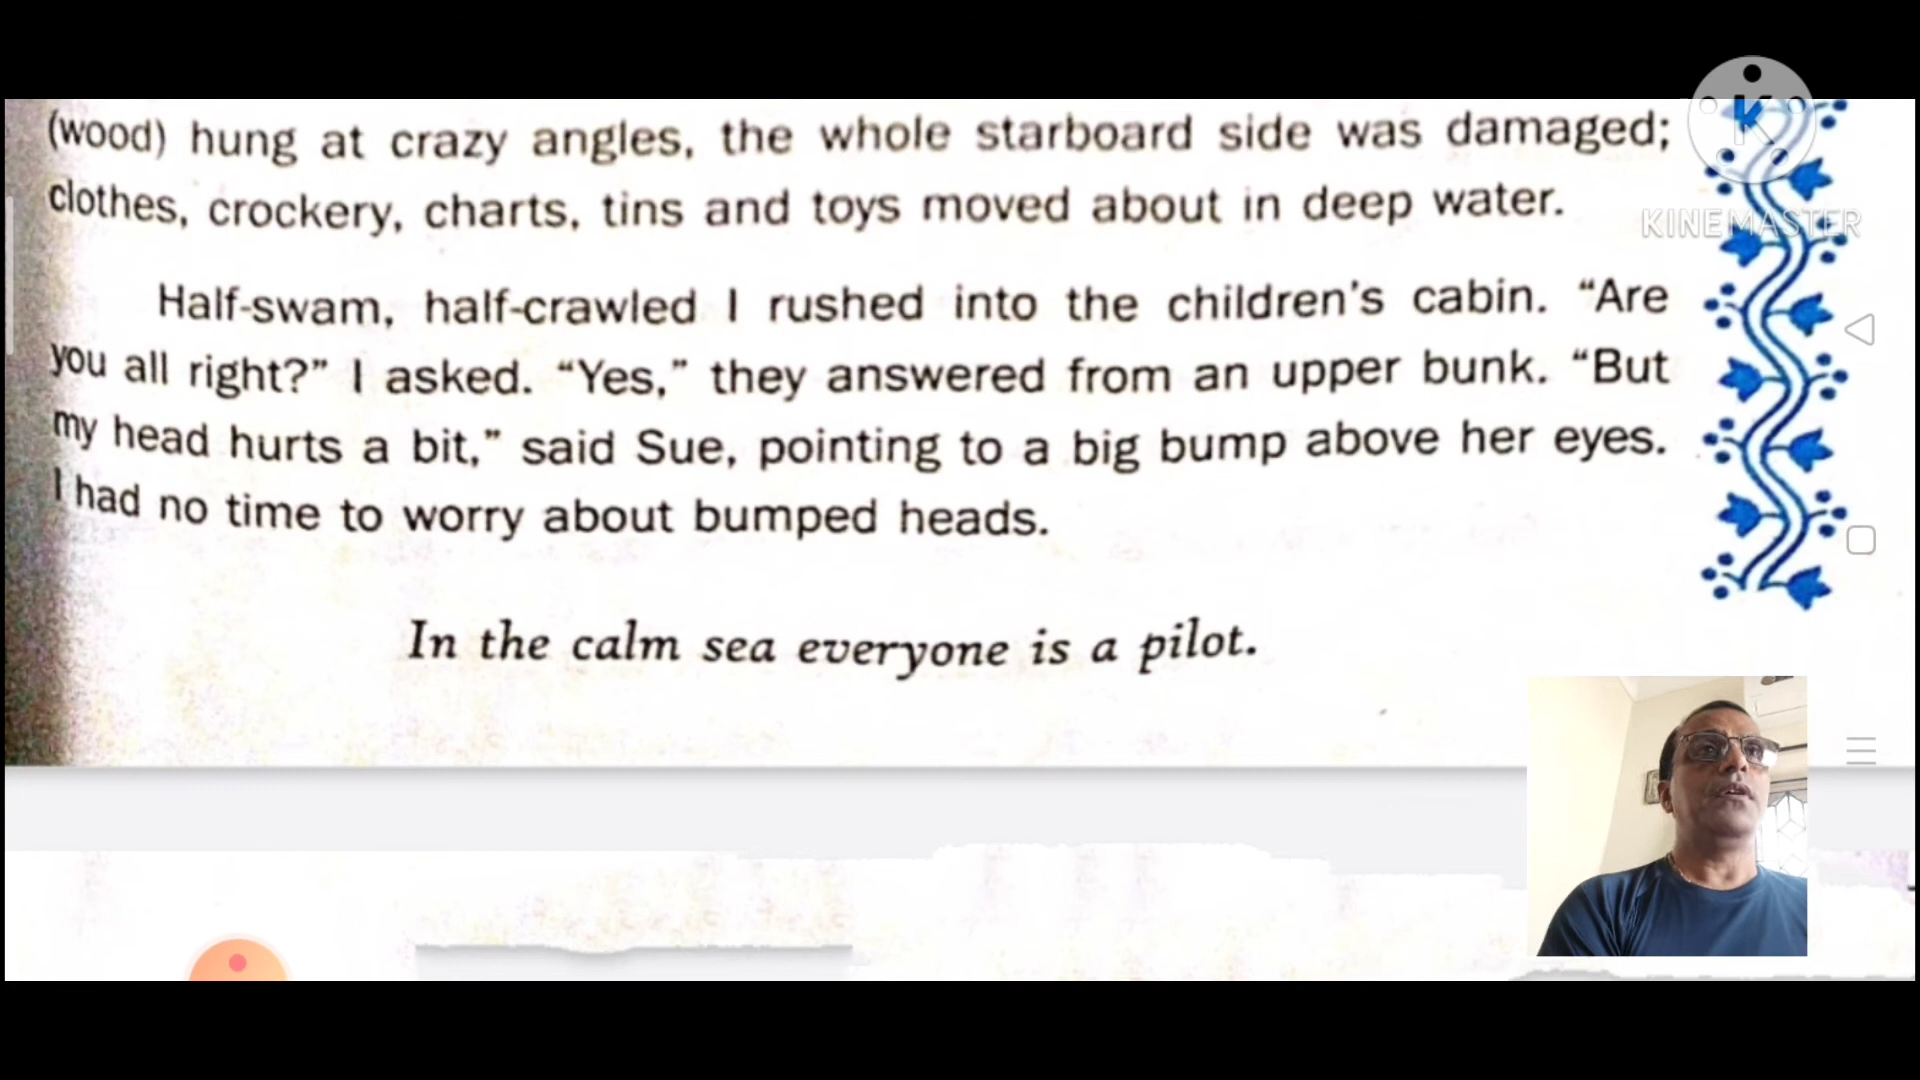 (wood) hung at crazy angles, the whole starboard side was damaged;
clothes, crockery, charts, tins and toys moved about in deep water.
Half-swam, half-crawled I rushed into the children's cabin. “Are
you all right?” I asked. “Yes,” they answered from an upper bunk. “But
my head hurts a bit,” said Sue, pointing to a big bump above her eyes.
I had no time to worry about bumped heads.
In the calm sea everyone is a pilot.
K
KINEMASTER